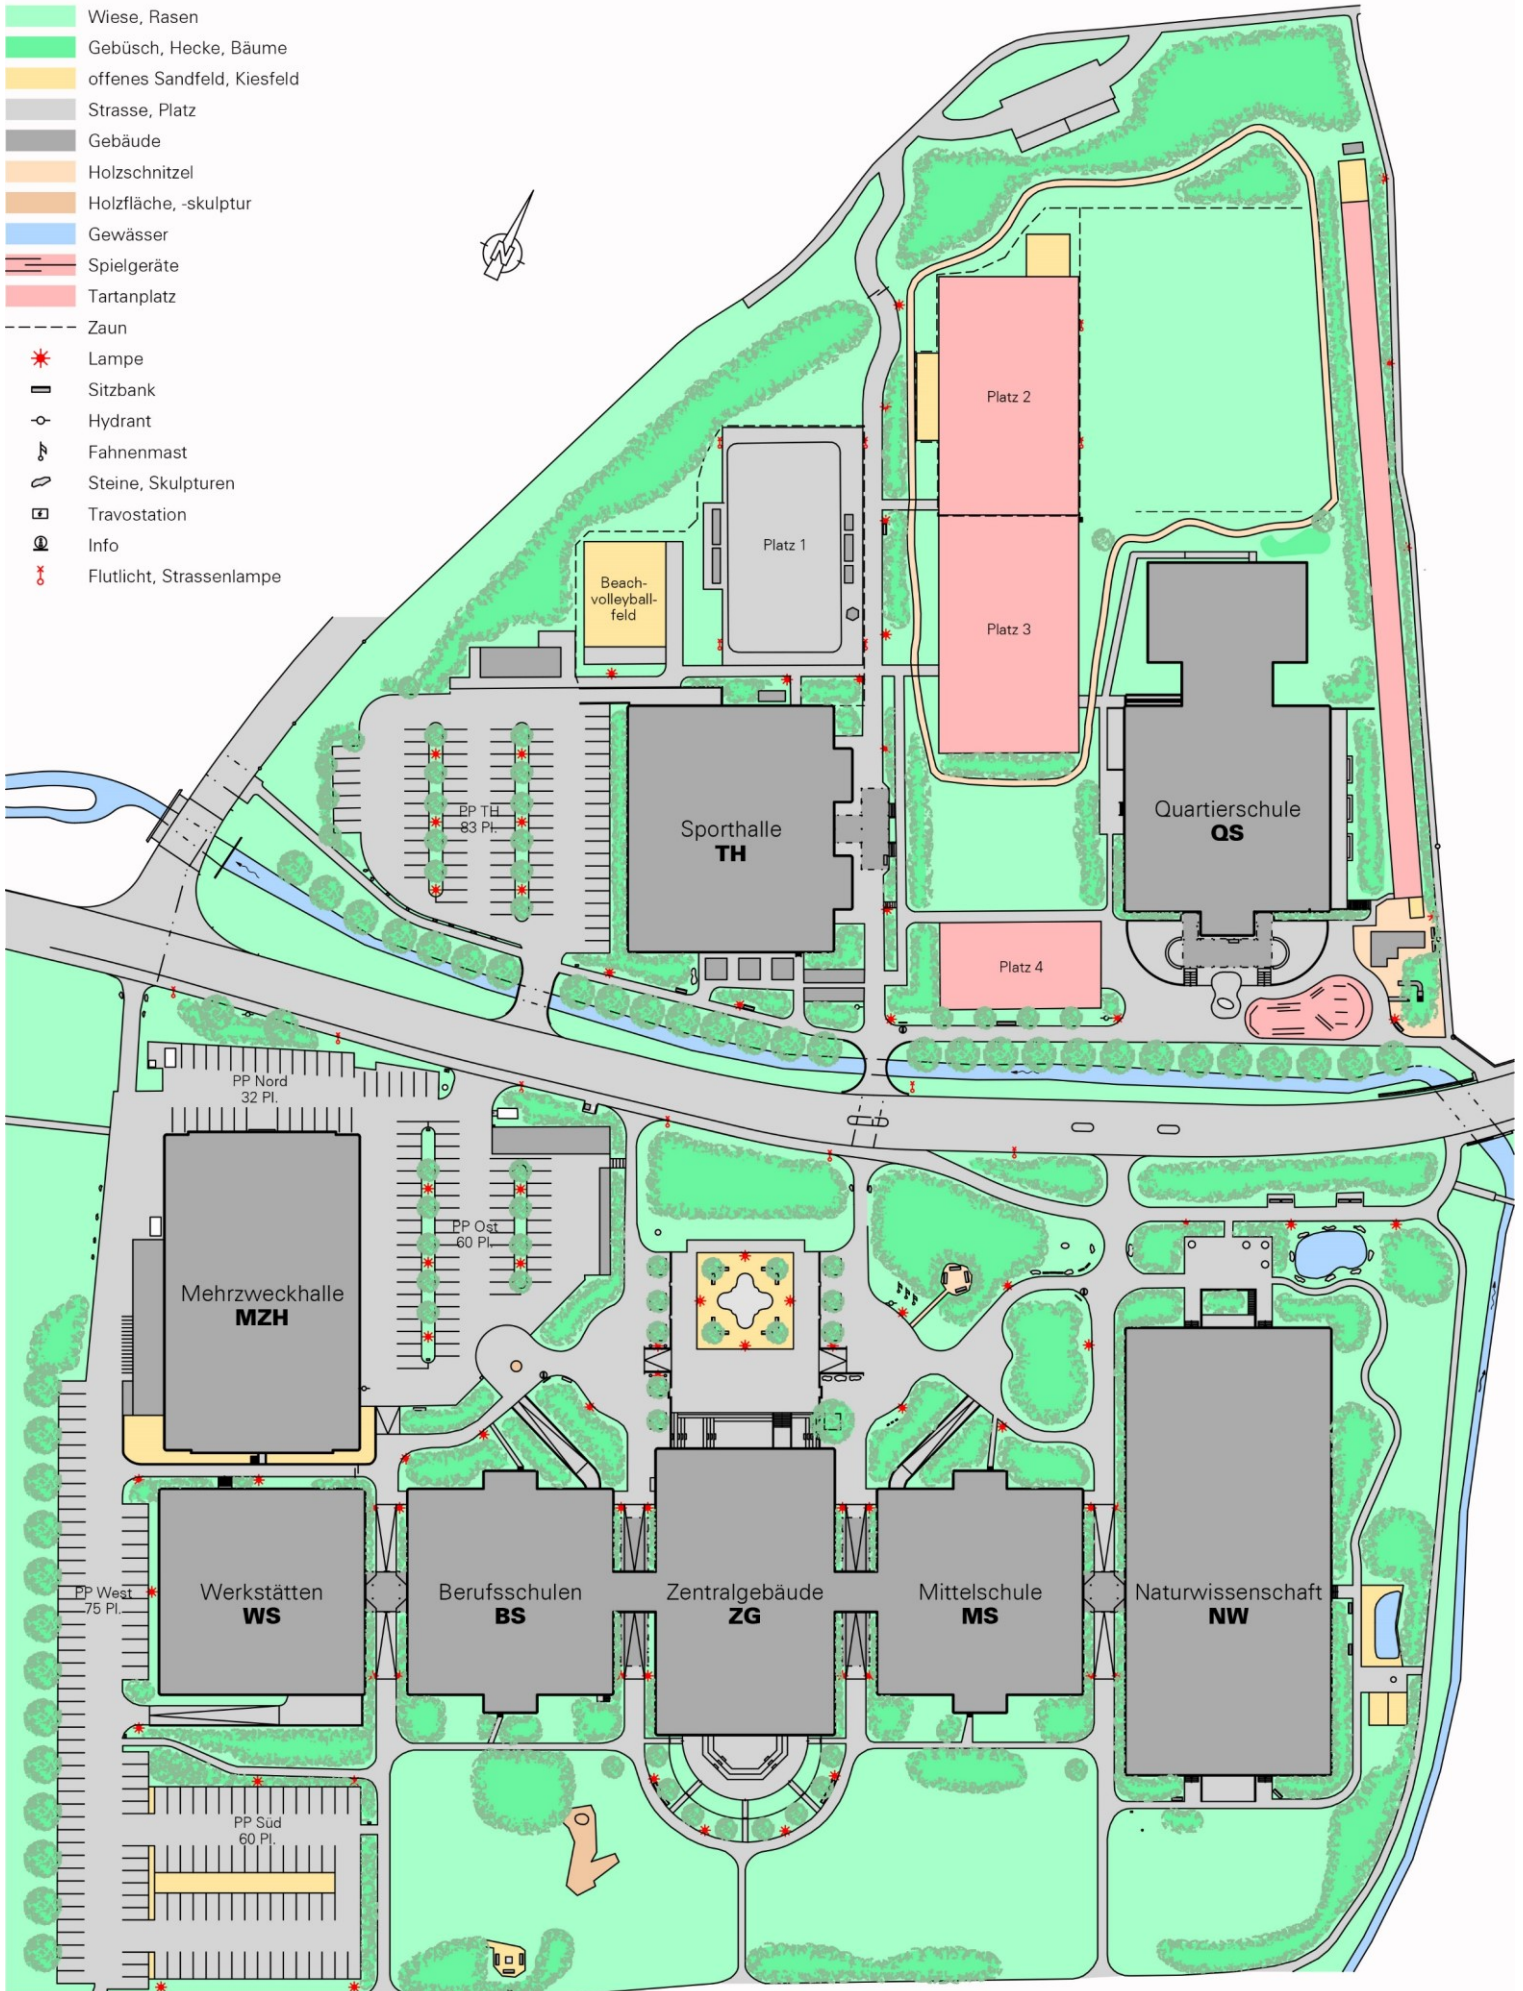 Wiese, Rasen
Gebüsch, Hecke, Bäume
offenes Sandfeld, Kiesfeld
Strasse, Platz
Gebäude
Holzschnitzel
Holzfläche, -skulptur
Gewässer
Spielgeräte
Tartanplatz
Zaun
Lampe
Sitzbank
Hydrant
Fahnenmast
Steine, Skulpturen
Travostation
Info
Flutlicht, Strassenlampe
N
Platz 2
Platz 1
Beach-
volleyball-
feld
Platz 3
PP TH
83 Pl.
Sporthalle
TH
Quartierschule
QS
Platz 4
PP Nord
32 Pl.
PP Ost
60 Pl.
Mehrzweckhalle
MZH
PP West
75 Pl.
Werkstätten
WS
Berufsschulen
BS
Zentralgebäude
ZG
Mittelschule
MS
Naturwissenschaft
NW
PP Süd
60 Pl.